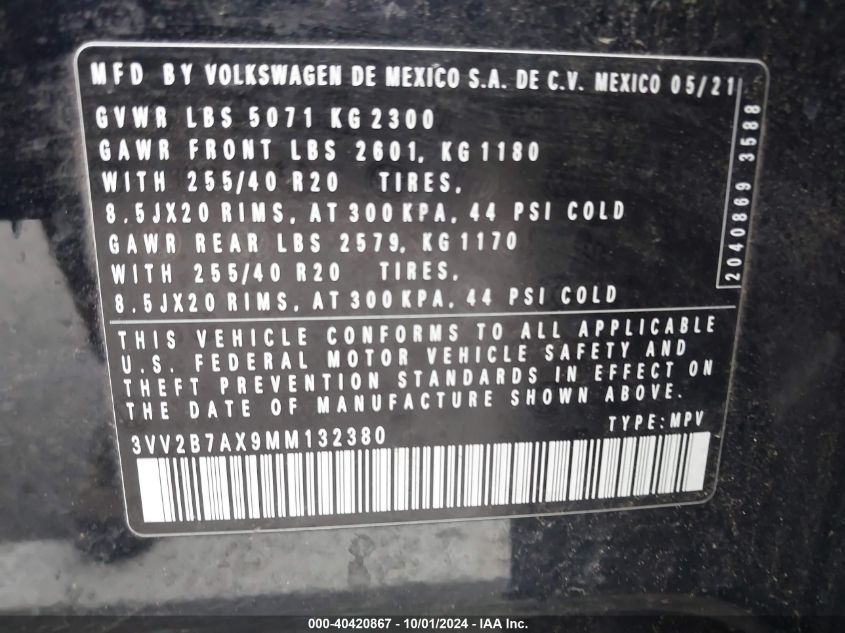 MFD BY VOLKSWAGEN DE MEXICO S.A. DE C.V. MEXICO 05/21
GVWR LBS 5071 KG 2300
GAWR FRONT LBS 2601, KG 1180
WITH 255/40 R20 TIRES,
8.5JX20 RIMS, AT 300 KPA, 44 PSI COLD
GAWR REAR LBS 2579, KG 1170
WITH 255/40 R20 TIRES,
8.5JX20 RIMS, AT 300 KPA, 44 PSI COLD
2040869 3588
THIS VEHICLE CONFORMS TO ALL APPLICABLE
U.S. FEDERAL MOTOR VEHICLE SAFETY AND
THEFT PREVENTION STANDARDS IN EFFECT ON
THE DATE OF MANUFACTURE SHOWN ABOVE.
3VV2B7AX9MM132380 TYPE: MPV
000-40420867 - 10/01/2024 - IAA, Inc.